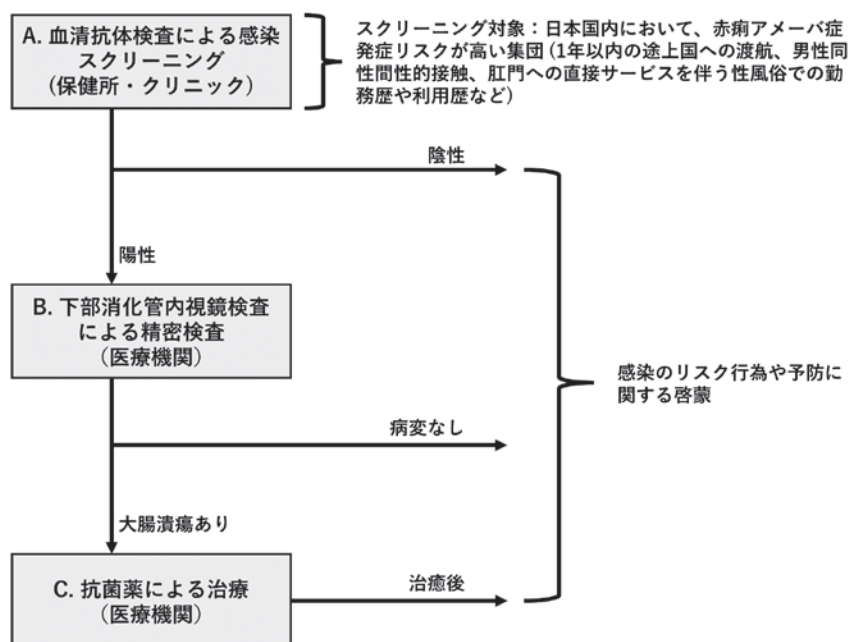 A. 血清抗体検査による感染
スクリーニング
(保健所・クリニック)
スクリーニング対象：日本国内において、赤痢アメーバ症
発症リスクが高い集団 (1年以内の途上国への渡航、男性同
性間性的接触、肛門への直接サービスを伴う性風俗での勤
務歴や利用歴など)
陰性
陽性
B. 下部消化管内視鏡検査
による精密検査
(医療機関)
感染のリスク行為や予防に
関する啓蒙
病変なし
大腸潰瘍あり
C. 抗菌薬による治療
(医療機関)
治癒後